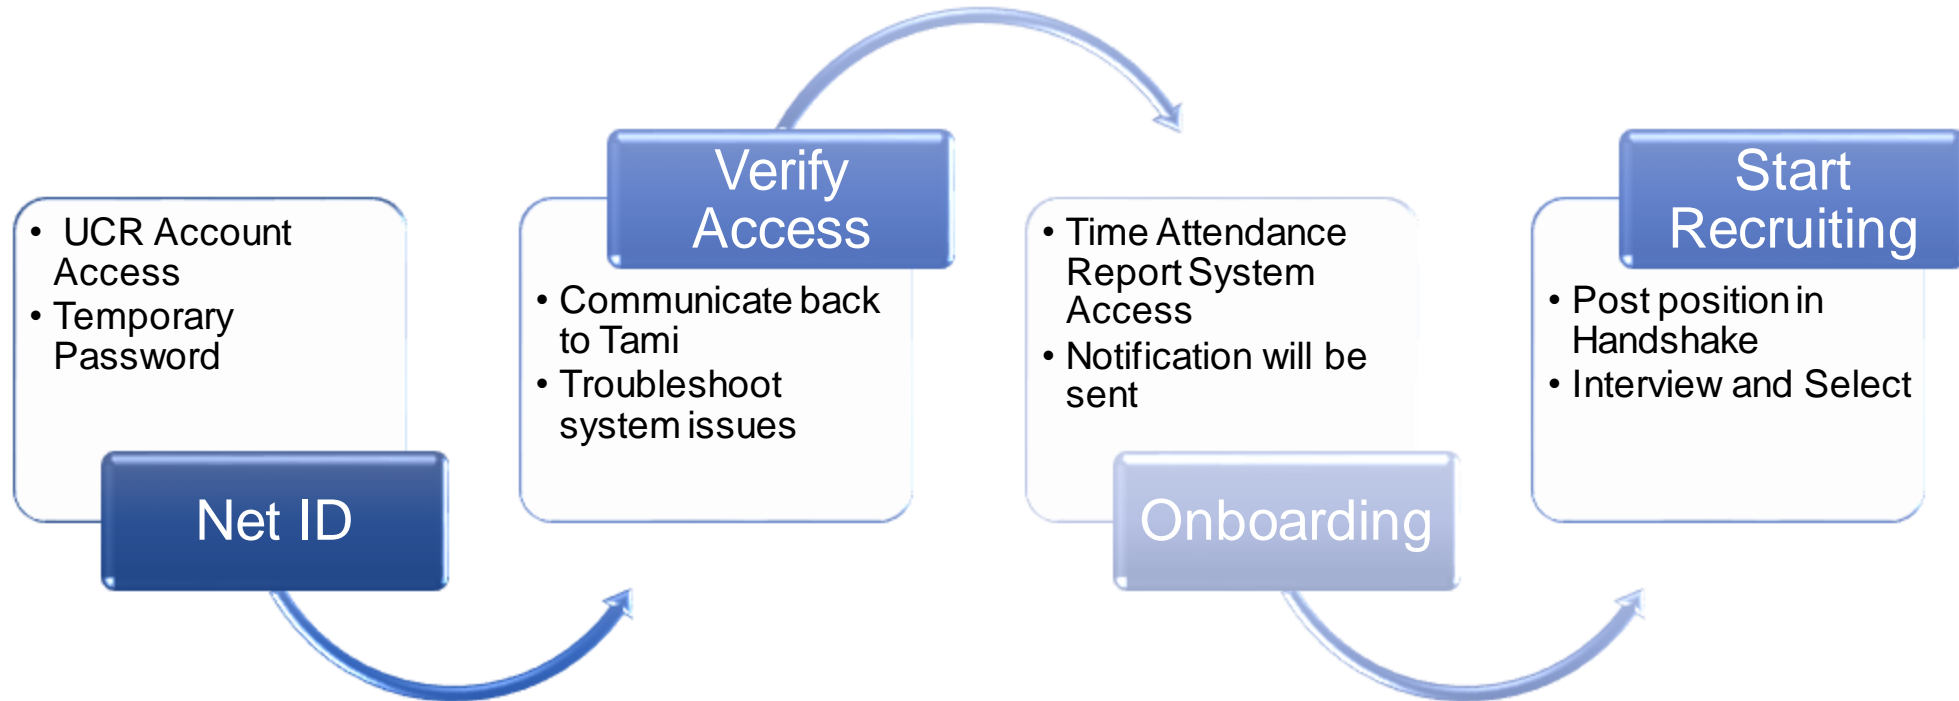 • UCR Account
Access
• Temporary
Password
Net ID
Verify
Access
• Communicate back
to Tami
• Troubleshoot
system issues
• Time Attendance
Report System
Access
• Notification will be
sent
Onboarding
Start
Recruiting
• Post position in
Handshake
• Interview and Select